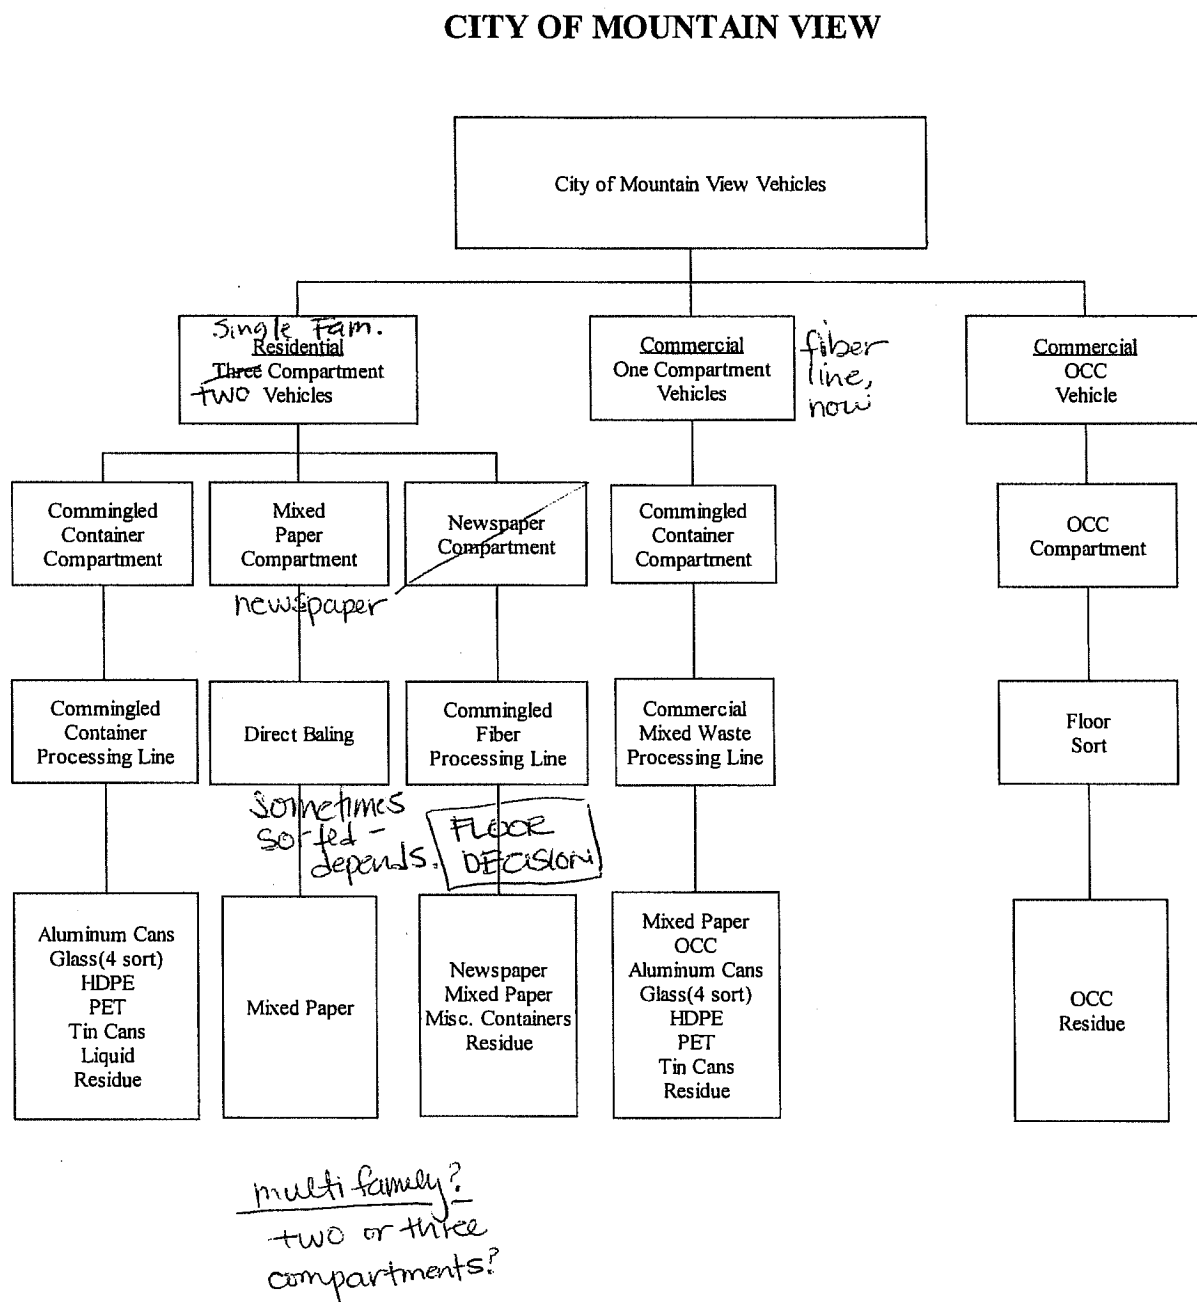 CITY OF MOUNTAIN VIEW
City of Mountain View Vehicles
Single Fam.
Residential
Three Compartment
two Vehicles
Commercial
One Compartment
Vehicles
fiber
line,
now
Commercial
OCC
Vehicle
Commingled
Container
Compartment
Mixed
Paper
Compartment
newspaper
Newspaper
Compartment
Commingled
Container
Compartment
OCC
Compartment
Commingled
Container
Processing Line
Direct Baling
Sometimes
sorted -
depends.
Commingled
Fiber
Processing Line
FLOOR
DECISION
Commercial
Mixed Waste
Processing Line
Floor
Sort
Aluminum Cans
Glass(4 sort)
HDPE
PET
Tin Cans
Liquid
Residue
Mixed Paper
Newspaper
Mixed Paper
Misc. Containers
Residue
Mixed Paper
OCC
Aluminum Cans
Glass(4 sort)
HDPE
PET
Tin Cans
Residue
OCC
Residue
multi family?
two or three
compartments?